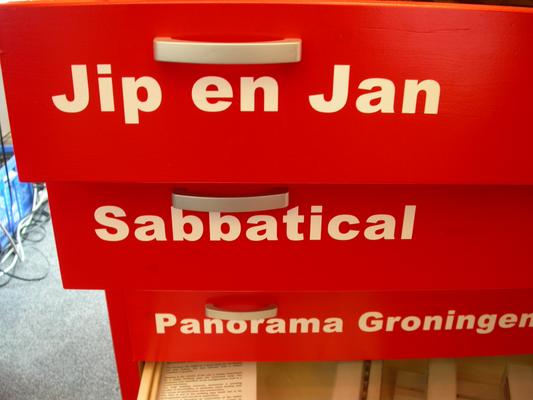 Jip en Jan
Sabbatical
Panorama Groningen